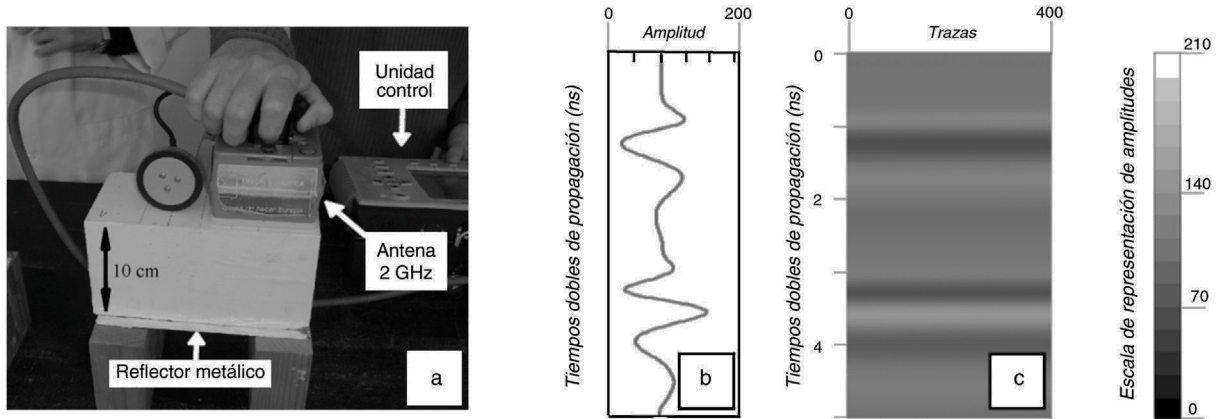 Unidad
control
Antena
2 GHz
10 cm
Reflector metálico
a
0
200
Amplitud
Tiempos dobles de propagación (ns)
b
0
400
Trazas
Tiempos dobles de propagación (ns)
0
2
4
c
Escala de representación de amplitudes
210
140
70
0